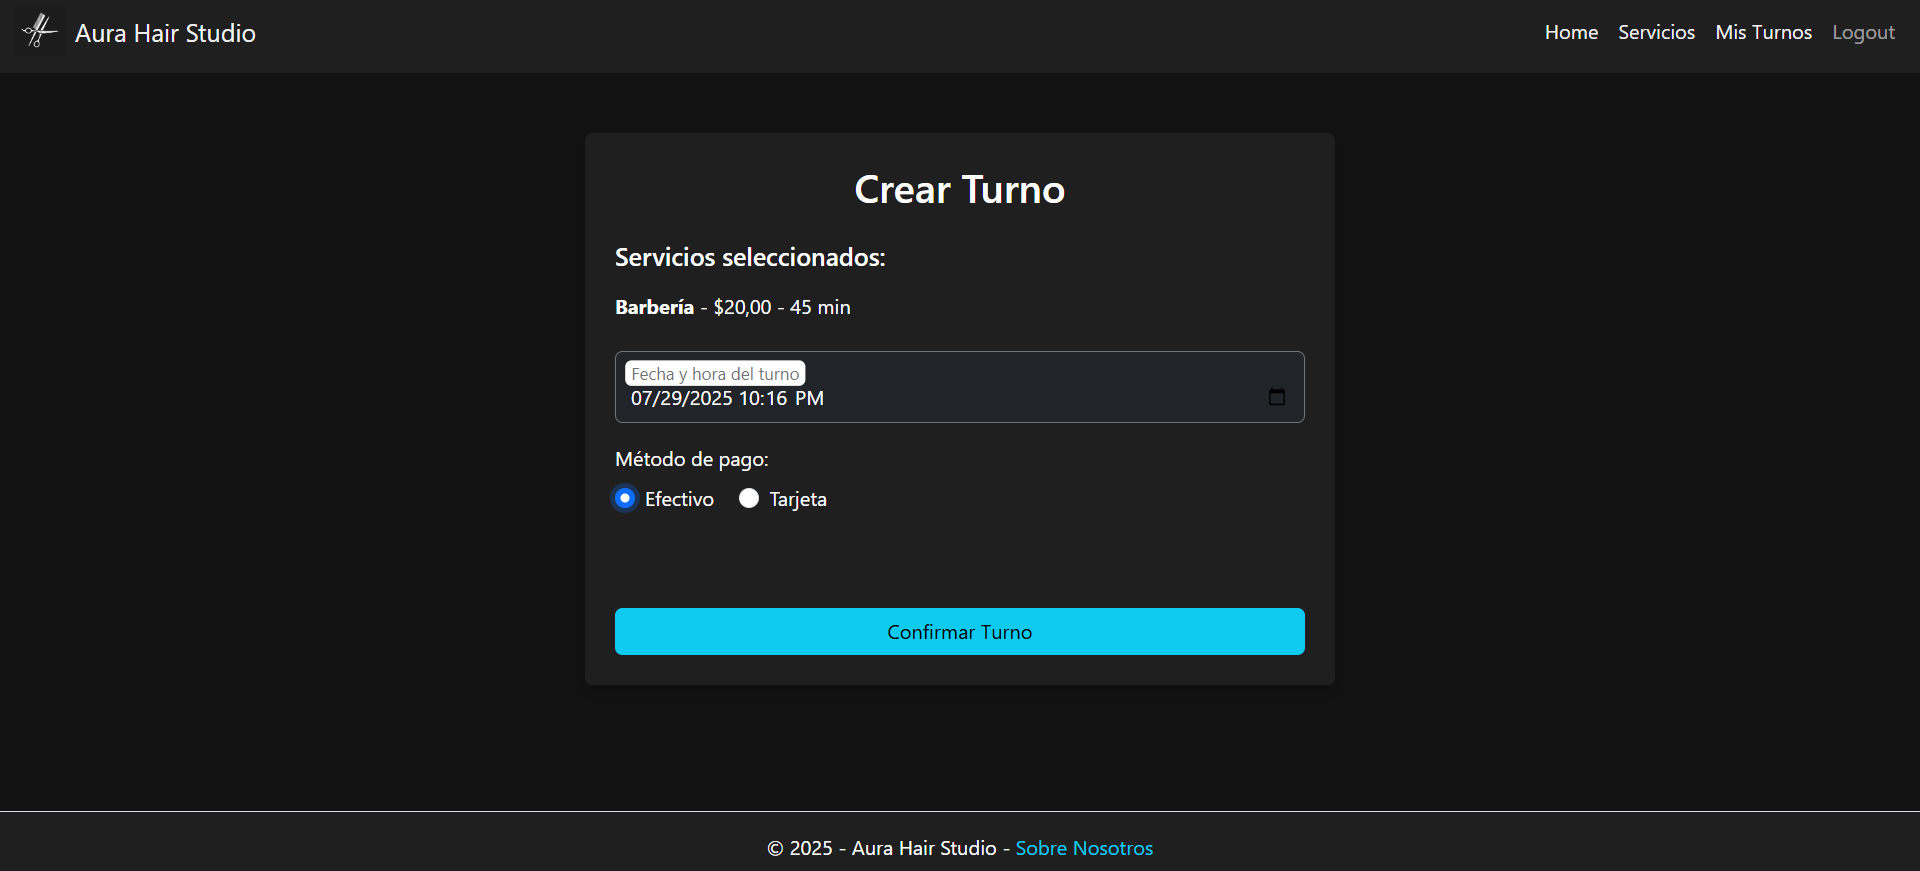 Aura Hair Studio
Home Servicios Mis Turnos Logout
Crear Turno
Servicios seleccionados:
Barbería - $20,00 - 45 min
Fecha y hora del turno
07/29/2025 10:16 PM
Método de pago:
Efectivo Tarjeta
Confirmar Turno
© 2025 - Aura Hair Studio - Sobre Nosotros